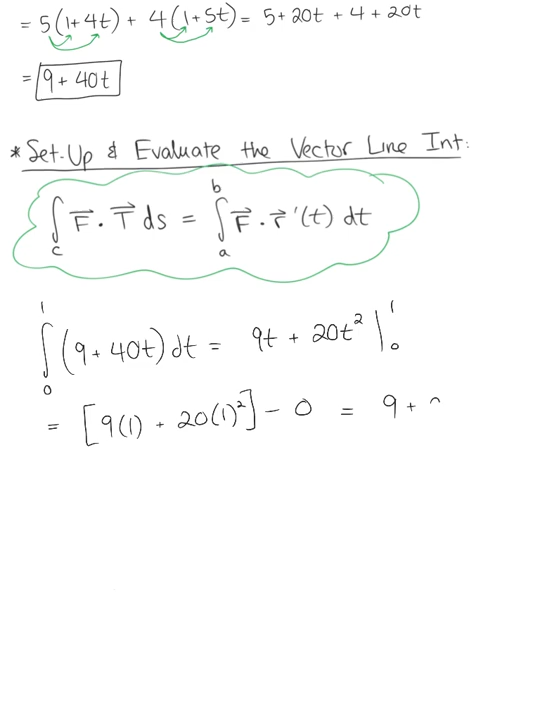 = 5(1+4t) + 4(1+5t) = 5+20t + 4 + 20t
= 9 + 40t
* Set-Up & Evaluate the Vector Line Int:
∫_c F⃗ · T⃗ ds = ∫_a^b F⃗ · r⃗ '(t) dt
∫_0^1 (9+40t) dt = 9t + 20t² |_0^1
= [9(1) + 20(1)²] - 0 = 9 +